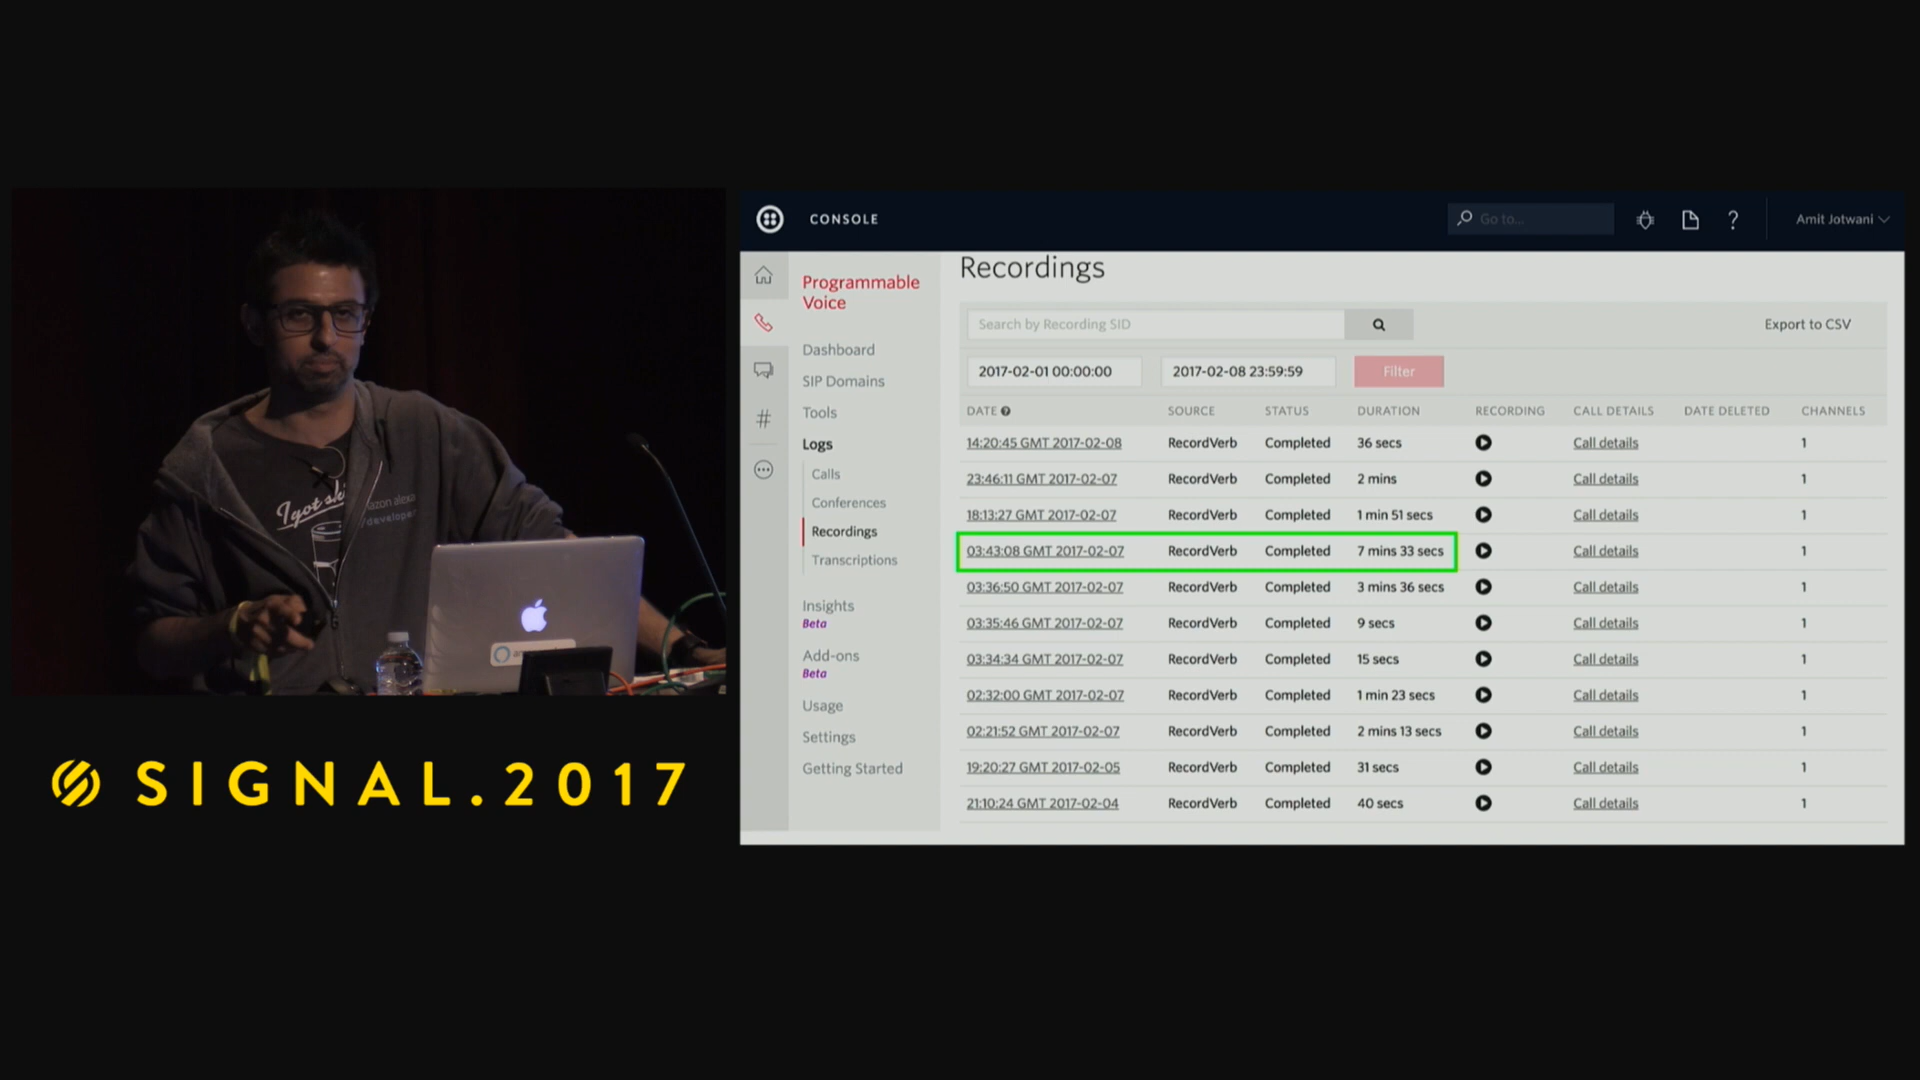 I got ski
azon alexa
/developer
SIGNAL.2017
CONSOLE
Go to...
?
Amit Jotwani
Programmable
Voice
Dashboard
SIP Domains
Tools
Logs
Calls
Conferences
Recordings
Transcriptions
Insights
Beta
Add-ons
Beta
Usage
Settings
Getting Started
Recordings
Search by Recording SID
Export to CSV
2017-02-01 00:00:00 2017-02-08 23:59:59 Filter
DATE ? SOURCE STATUS DURATION RECORDING CALL DETAILS DATE DELETED CHANNELS
14:20:45 GMT 2017-02-08 RecordVerb Completed 36 secs Call details 1
23:46:11 GMT 2017-02-07 RecordVerb Completed 2 mins Call details 1
18:13:27 GMT 2017-02-07 RecordVerb Completed 1 min 51 secs Call details 1
03:43:08 GMT 2017-02-07 RecordVerb Completed 7 mins 33 secs Call details 1
03:36:50 GMT 2017-02-07 RecordVerb Completed 3 mins 36 secs Call details 1
03:35:46 GMT 2017-02-07 RecordVerb Completed 9 secs Call details 1
03:34:34 GMT 2017-02-07 RecordVerb Completed 15 secs Call details 1
02:32:00 GMT 2017-02-07 RecordVerb Completed 1 min 23 secs Call details 1
02:21:52 GMT 2017-02-07 RecordVerb Completed 2 mins 13 secs Call details 1
19:20:27 GMT 2017-02-05 RecordVerb Completed 31 secs Call details 1
21:10:24 GMT 2017-02-04 RecordVerb Completed 40 secs Call details 1